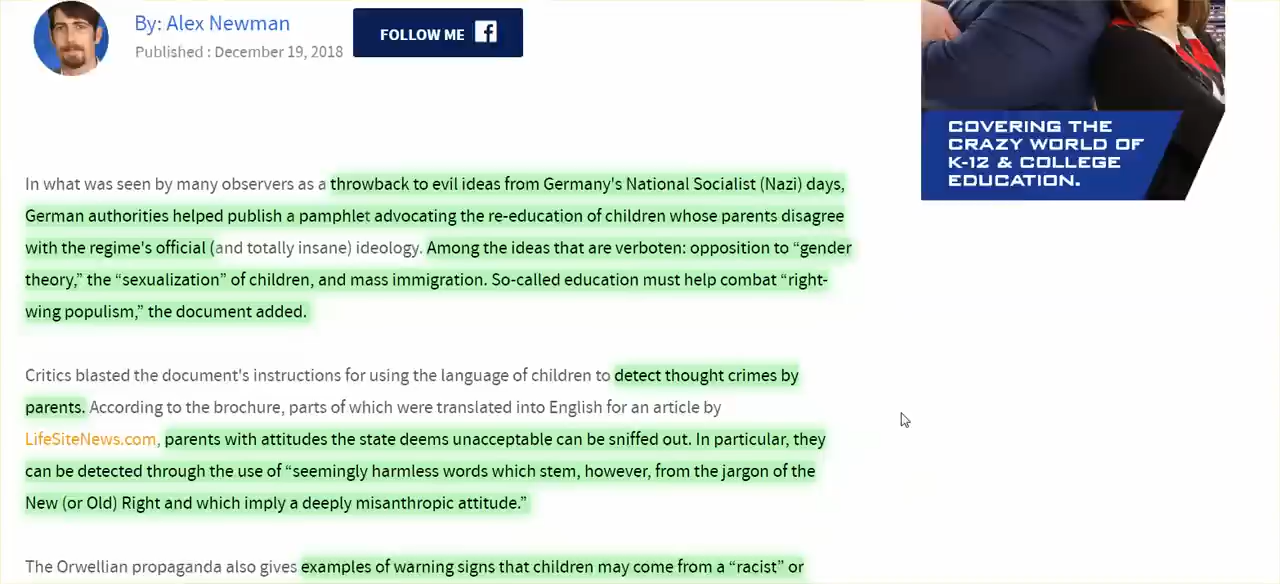 By: Alex Newman
Published : December 19, 2018
FOLLOW ME
COVERING THE
CRAZY WORLD OF
K-12 & COLLEGE
EDUCATION.
In what was seen by many observers as a throwback to evil ideas from Germany's National Socialist (Nazi) days,
German authorities helped publish a pamphlet advocating the re-education of children whose parents disagree
with the regime's official (and totally insane) ideology. Among the ideas that are verboten: opposition to “gender
theory,” the “sexualization” of children, and mass immigration. So-called education must help combat “right-
wing populism,” the document added.
Critics blasted the document's instructions for using the language of children to detect thought crimes by
parents. According to the brochure, parts of which were translated into English for an article by
LifeSiteNews.com, parents with attitudes the state deems unacceptable can be sniffed out. In particular, they
can be detected through the use of “seemingly harmless words which stem, however, from the jargon of the
New (or Old) Right and which imply a deeply misanthropic attitude.”
The Orwellian propaganda also gives examples of warning signs that children may come from a “racist” or